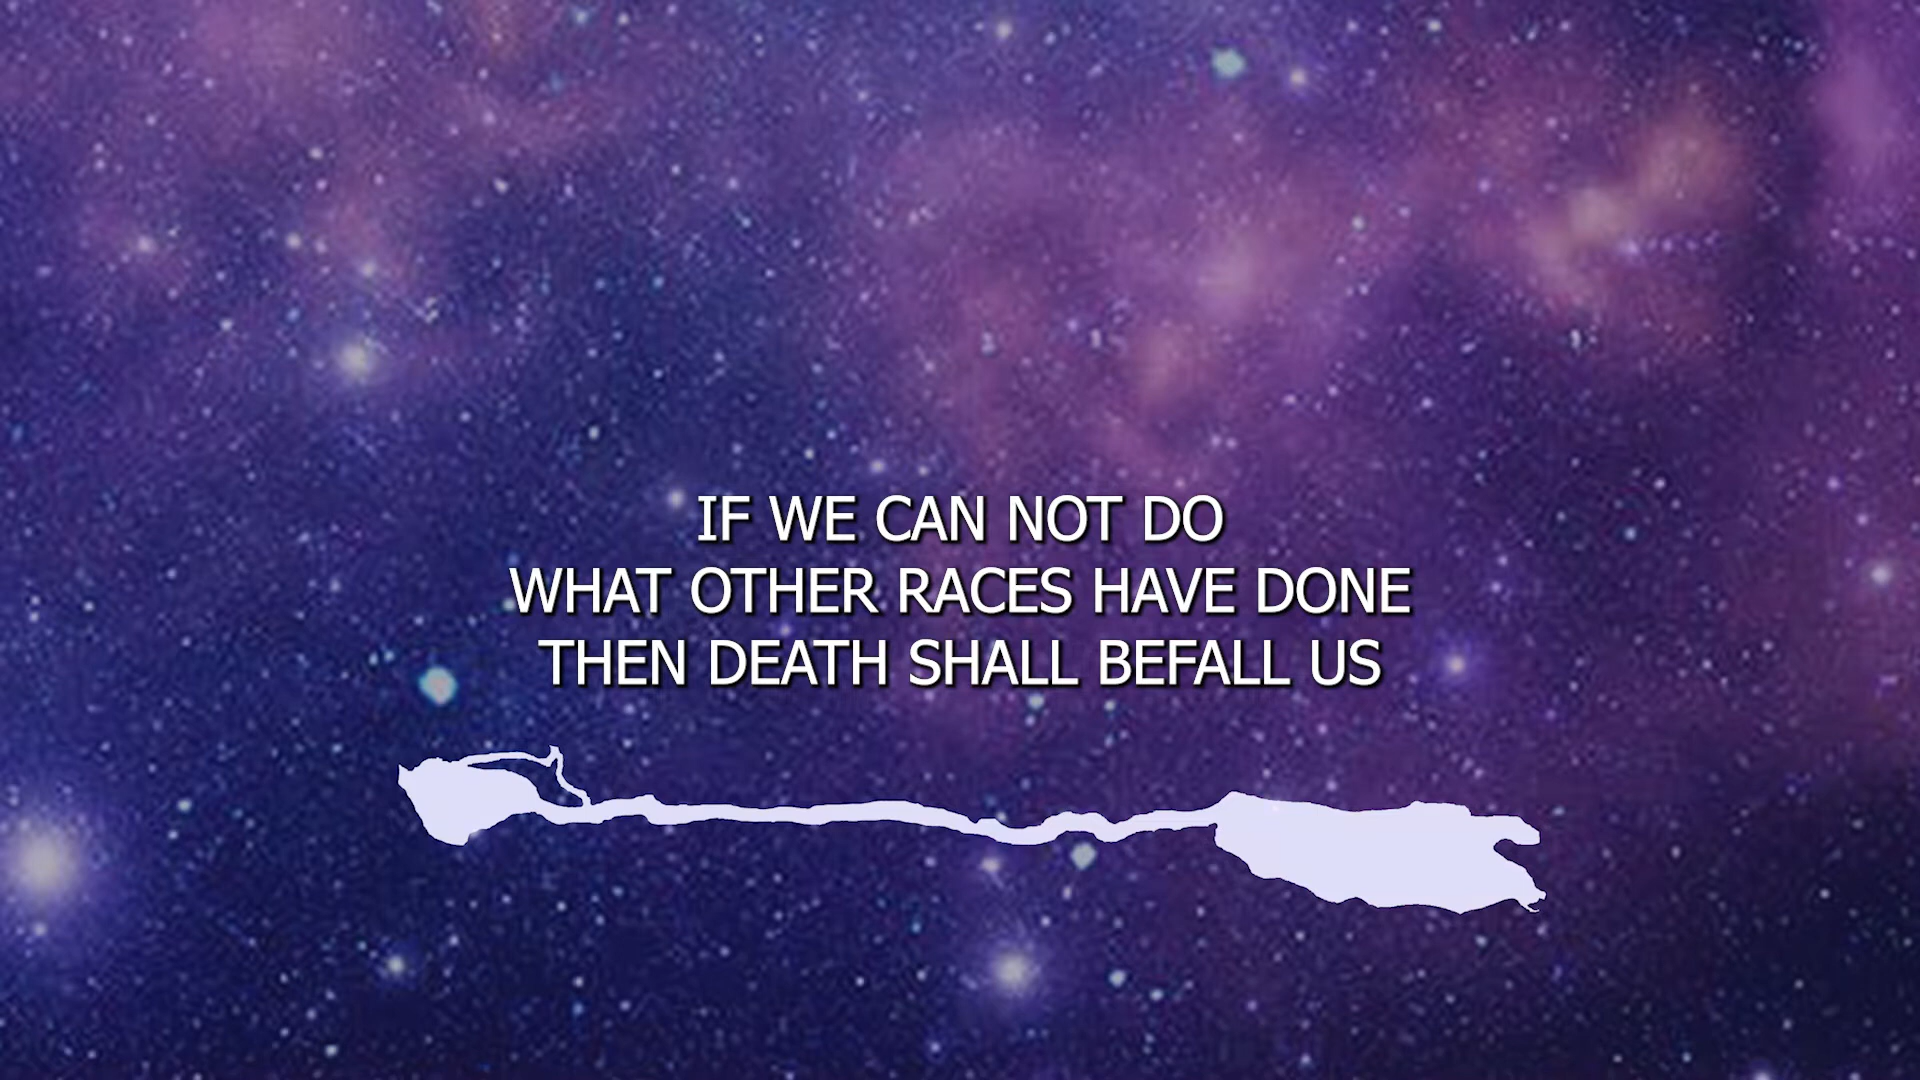 IF WE CAN NOT DO
WHAT OTHER RACES HAVE DONE
THEN DEATH SHALL BEFALL US